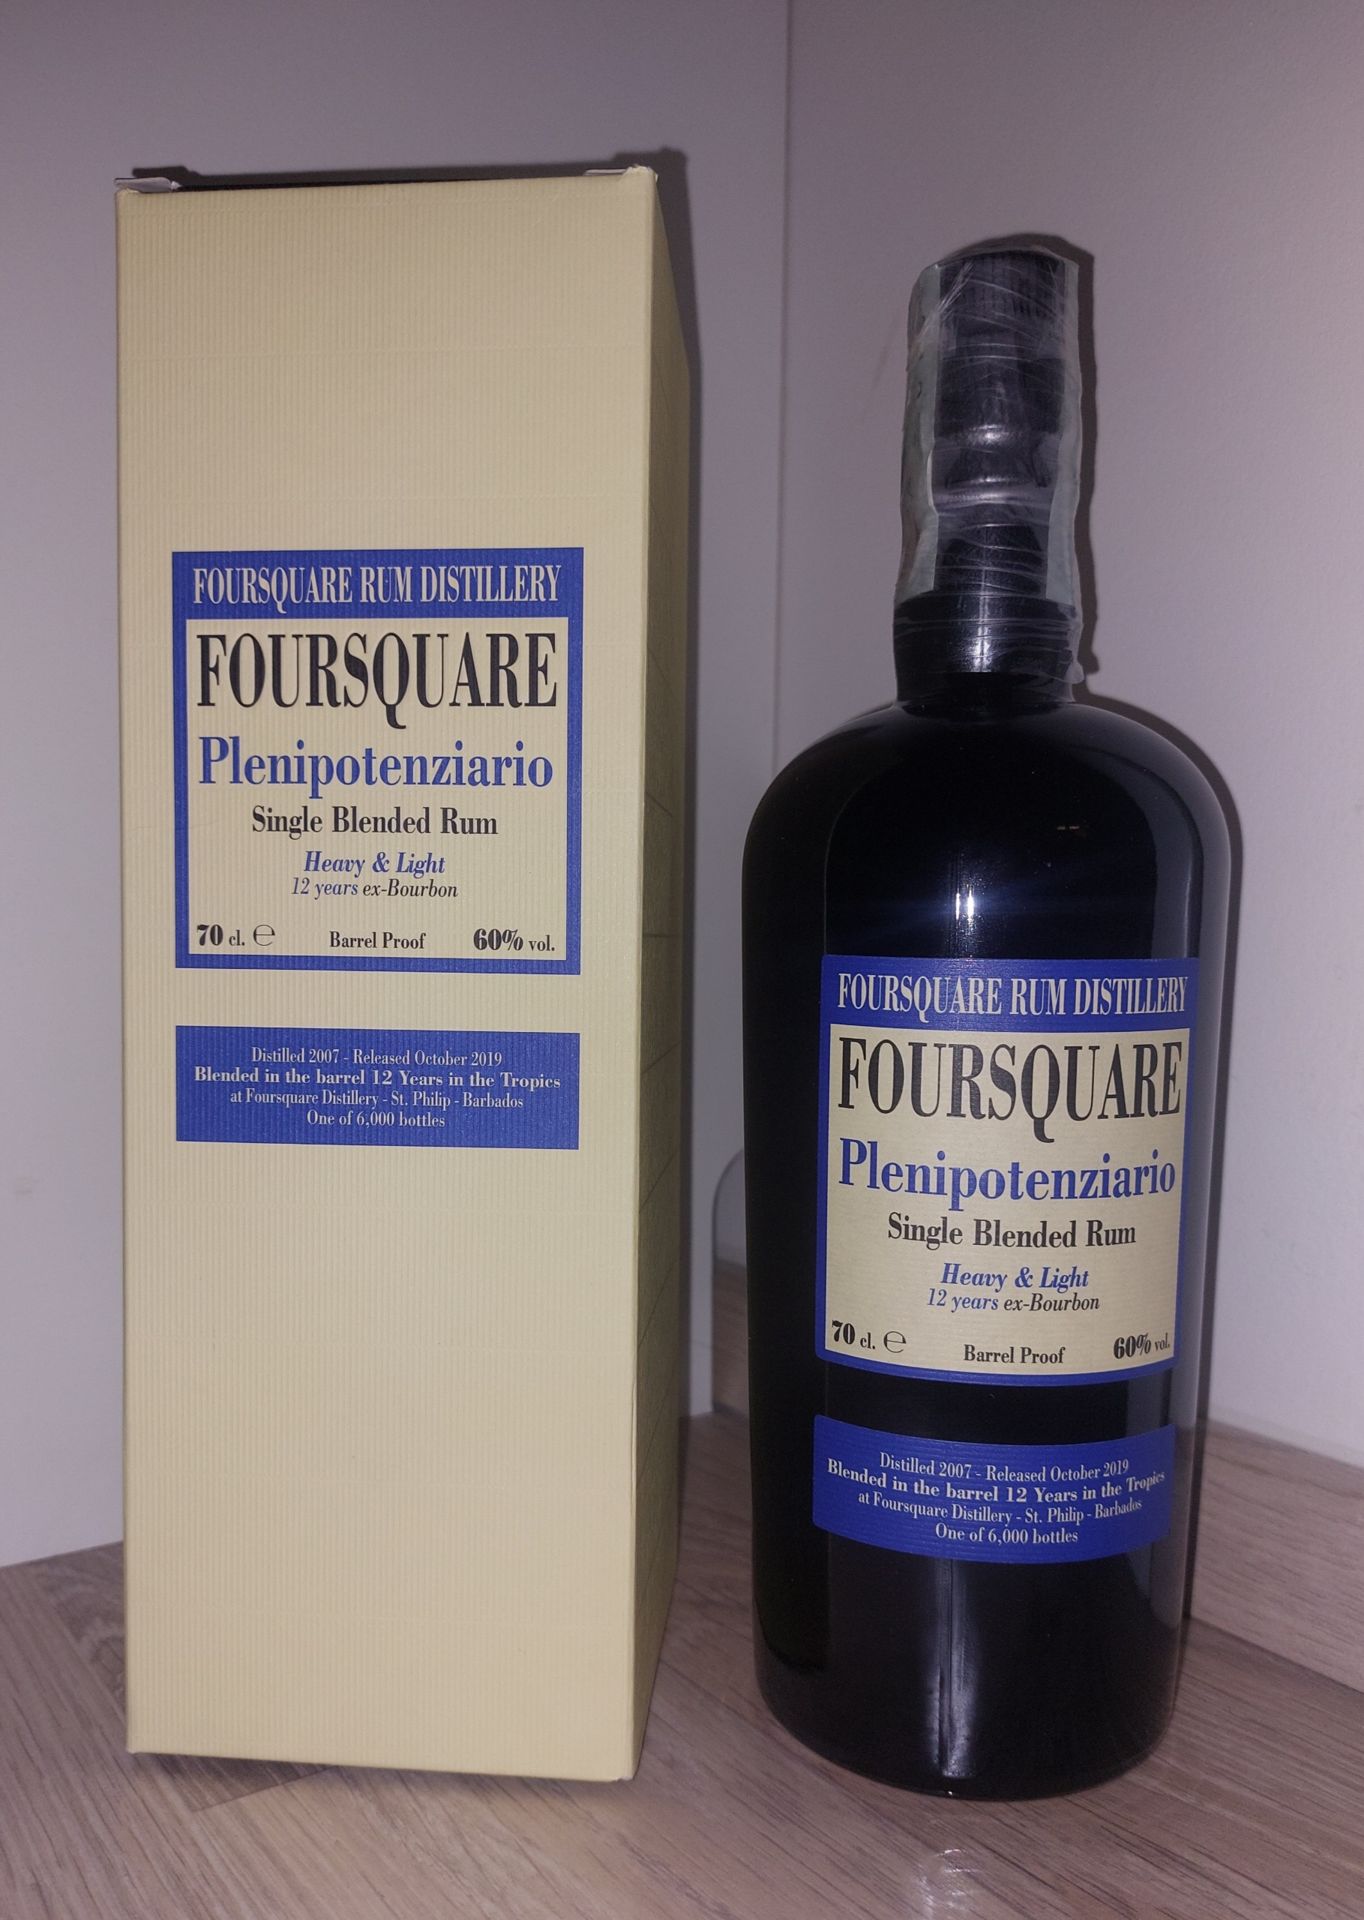 FOURSQUARE RUM DISTILLERY
FOURSQUARE
Plenipotenziario
Single Blended Rum
Heavy & Light
12 years ex-Bourbon
70 cl. ℮ Barrel Proof 60% vol.
Distilled 2007 - Released October 2019
Blended in the barrel 12 Years in the Tropics
at Foursquare Distillery - St. Philip - Barbados
One of 6,000 bottles
FOURSQUARE RUM DISTILLERY
FOURSQUARE
Plenipotenziario
Single Blended Rum
Heavy & Light
12 years ex-Bourbon
70 cl. ℮ Barrel Proof 60% vol.
Distilled 2007 - Released October 2019
Blended in the barrel 12 Years in the Tropics
at Foursquare Distillery - St. Philip - Barbados
One of 6,000 bottles